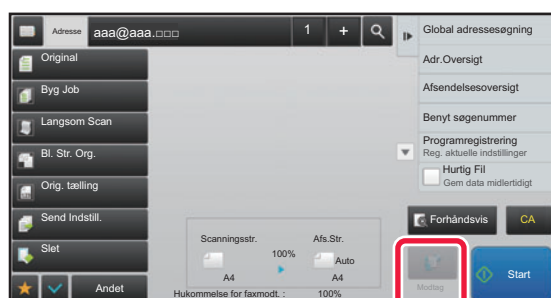 Adresse aaa@aaa.□□□ 1 +
Original
Byg Job
Langsom Scan
Bl. Str. Org.
Orig. tælling
Send Indstill.
Slet
Andet
Scanningsstr. Afs.Str.
100% Auto
A4 A4
Hukommelse for faxmodt. : 100%
Global adressesøgning
Adr.Oversigt
Afsendelsesoversigt
Benyt søgenummer
Programregistrering
Reg. aktuelle indstillinger
Hurtig Fil
Gem data midlertidigt
Forhåndsvis CA
Modtag Start